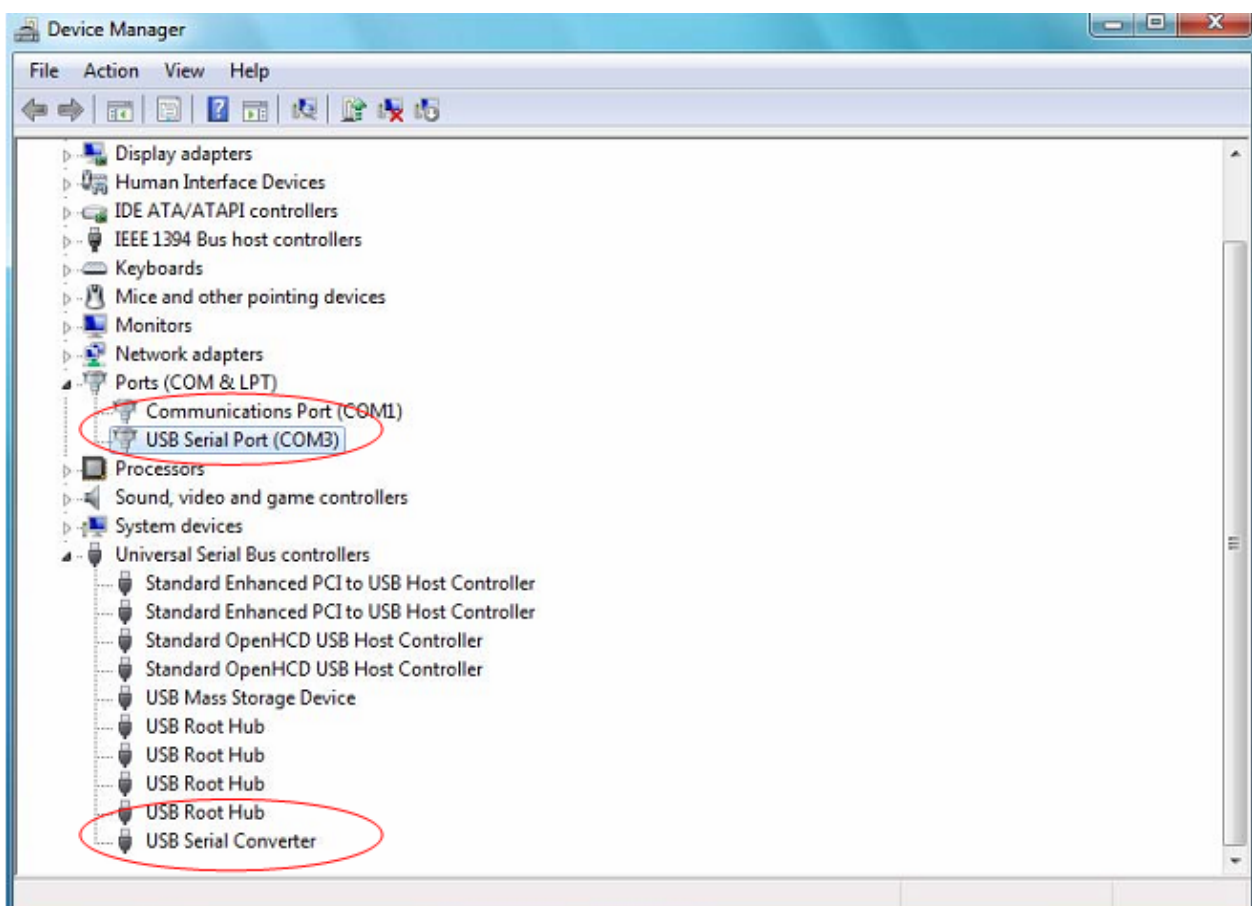 Device Manager
File Action View Help
Display adapters
Human Interface Devices
IDE ATA/ATAPI controllers
IEEE 1394 Bus host controllers
Keyboards
Mice and other pointing devices
Monitors
Network adapters
Ports (COM & LPT)
Communications Port (COM1)
USB Serial Port (COM3)
Processors
Sound, video and game controllers
System devices
Universal Serial Bus controllers
Standard Enhanced PCI to USB Host Controller
Standard Enhanced PCI to USB Host Controller
Standard OpenHCD USB Host Controller
Standard OpenHCD USB Host Controller
USB Mass Storage Device
USB Root Hub
USB Root Hub
USB Root Hub
USB Root Hub
USB Serial Converter